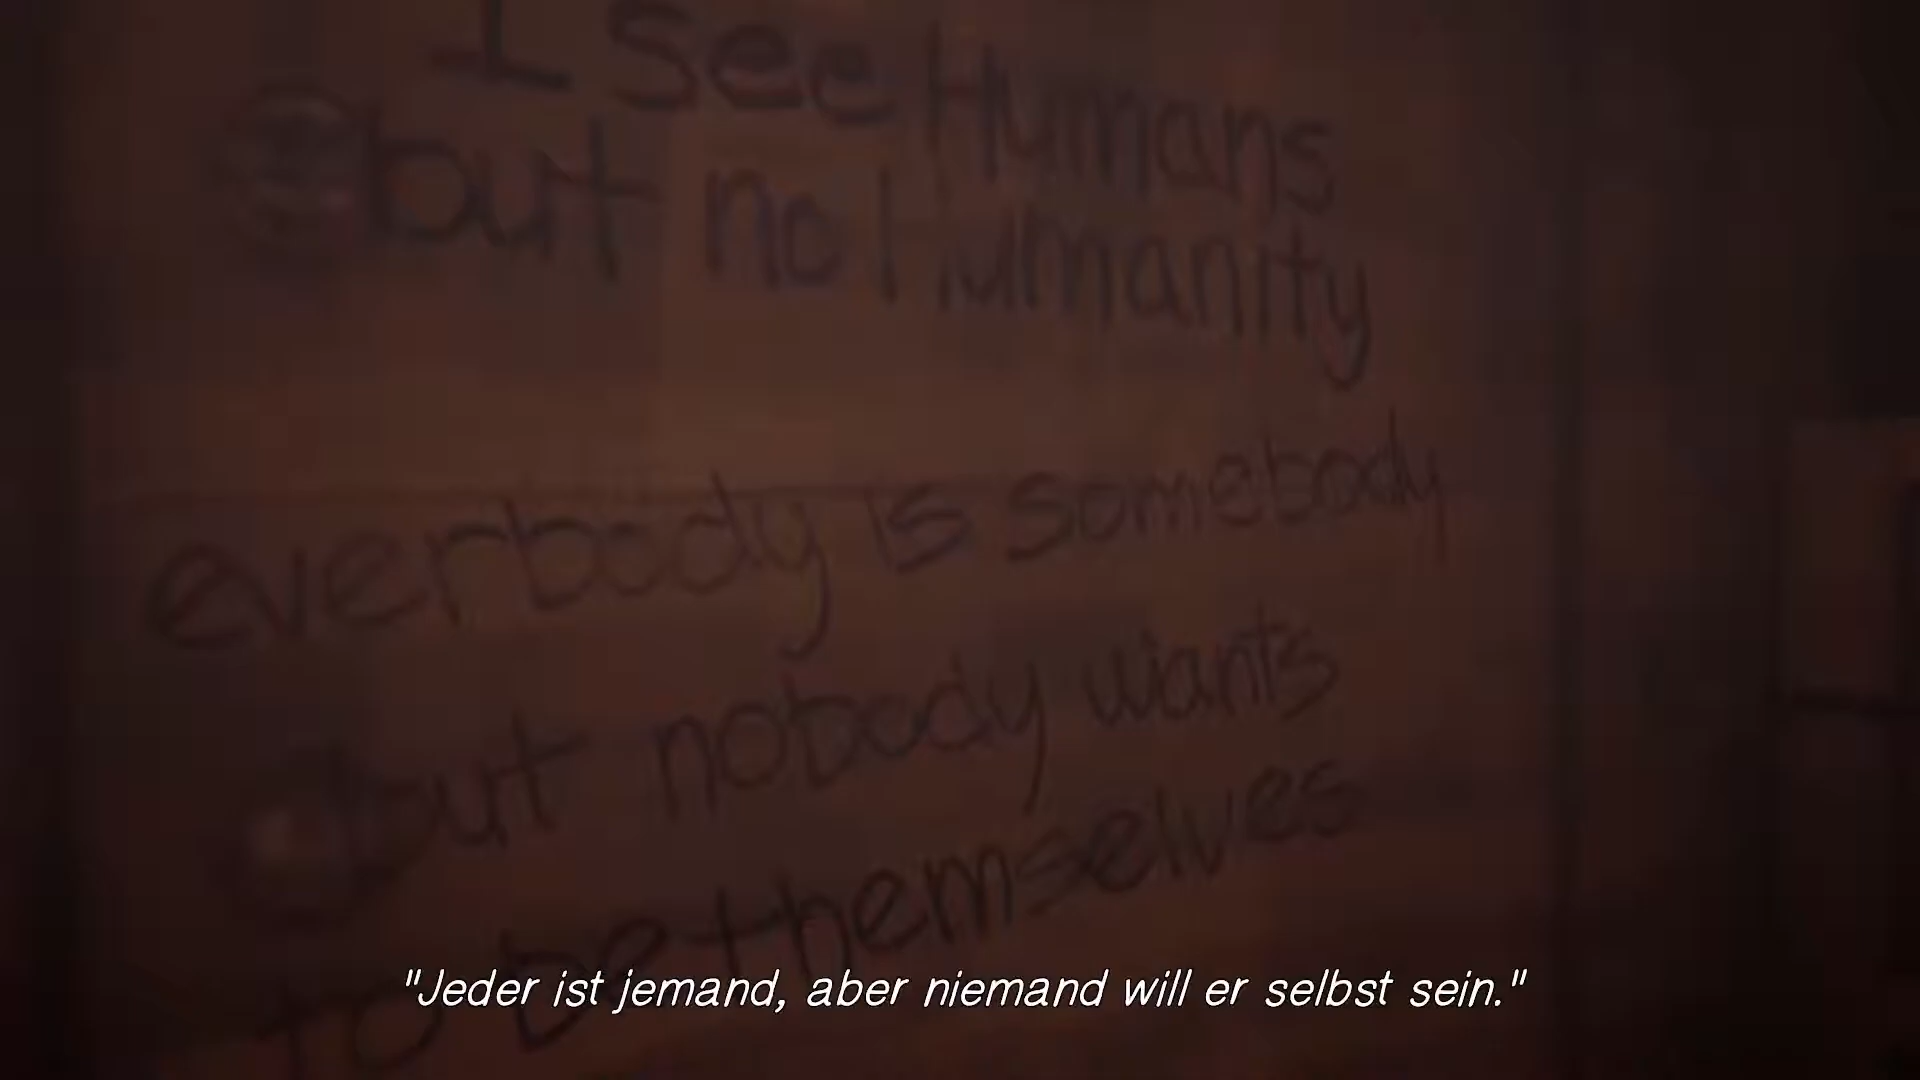 I see Humans
but no Humanity
everbody is somebody
but nobody wants
to be themselves
"Jeder ist jemand, aber niemand will er selbst sein."